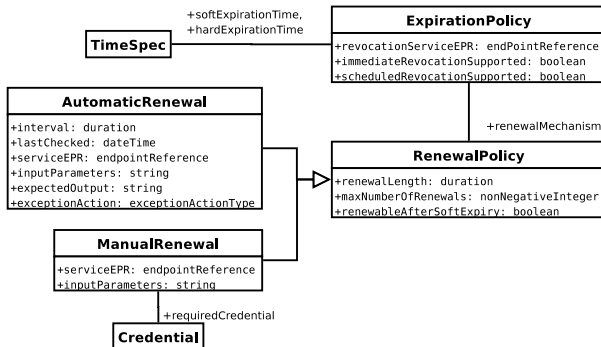 +softExpirationTime,
+hardExpirationTime
TimeSpec
ExpirationPolicy
+revocationServiceEPR: endPointReference
+immediateRevocationSupported: boolean
+scheduledRevocationSupported: boolean
AutomaticRenewal
+interval: duration
+lastChecked: dateTime
+serviceEPR: endpointReference
+inputParameters: string
+expectedOutput: string
+exceptionAction: exceptionActionType
+renewalMechanism
RenewalPolicy
+renewalLength: duration
+maxNumberOfRenewals: nonNegativeInteger
+renewableAfterSoftExpiry: boolean
ManualRenewal
+serviceEPR: endpointReference
+inputParameters: string
+requiredCredential
Credential